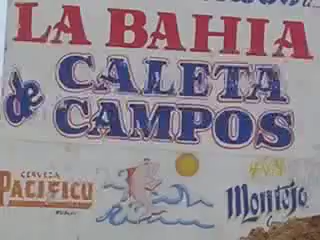 LA BAHIA
de CALETA
CAMPOS
CERVEZA
PACIFICO
Montejo